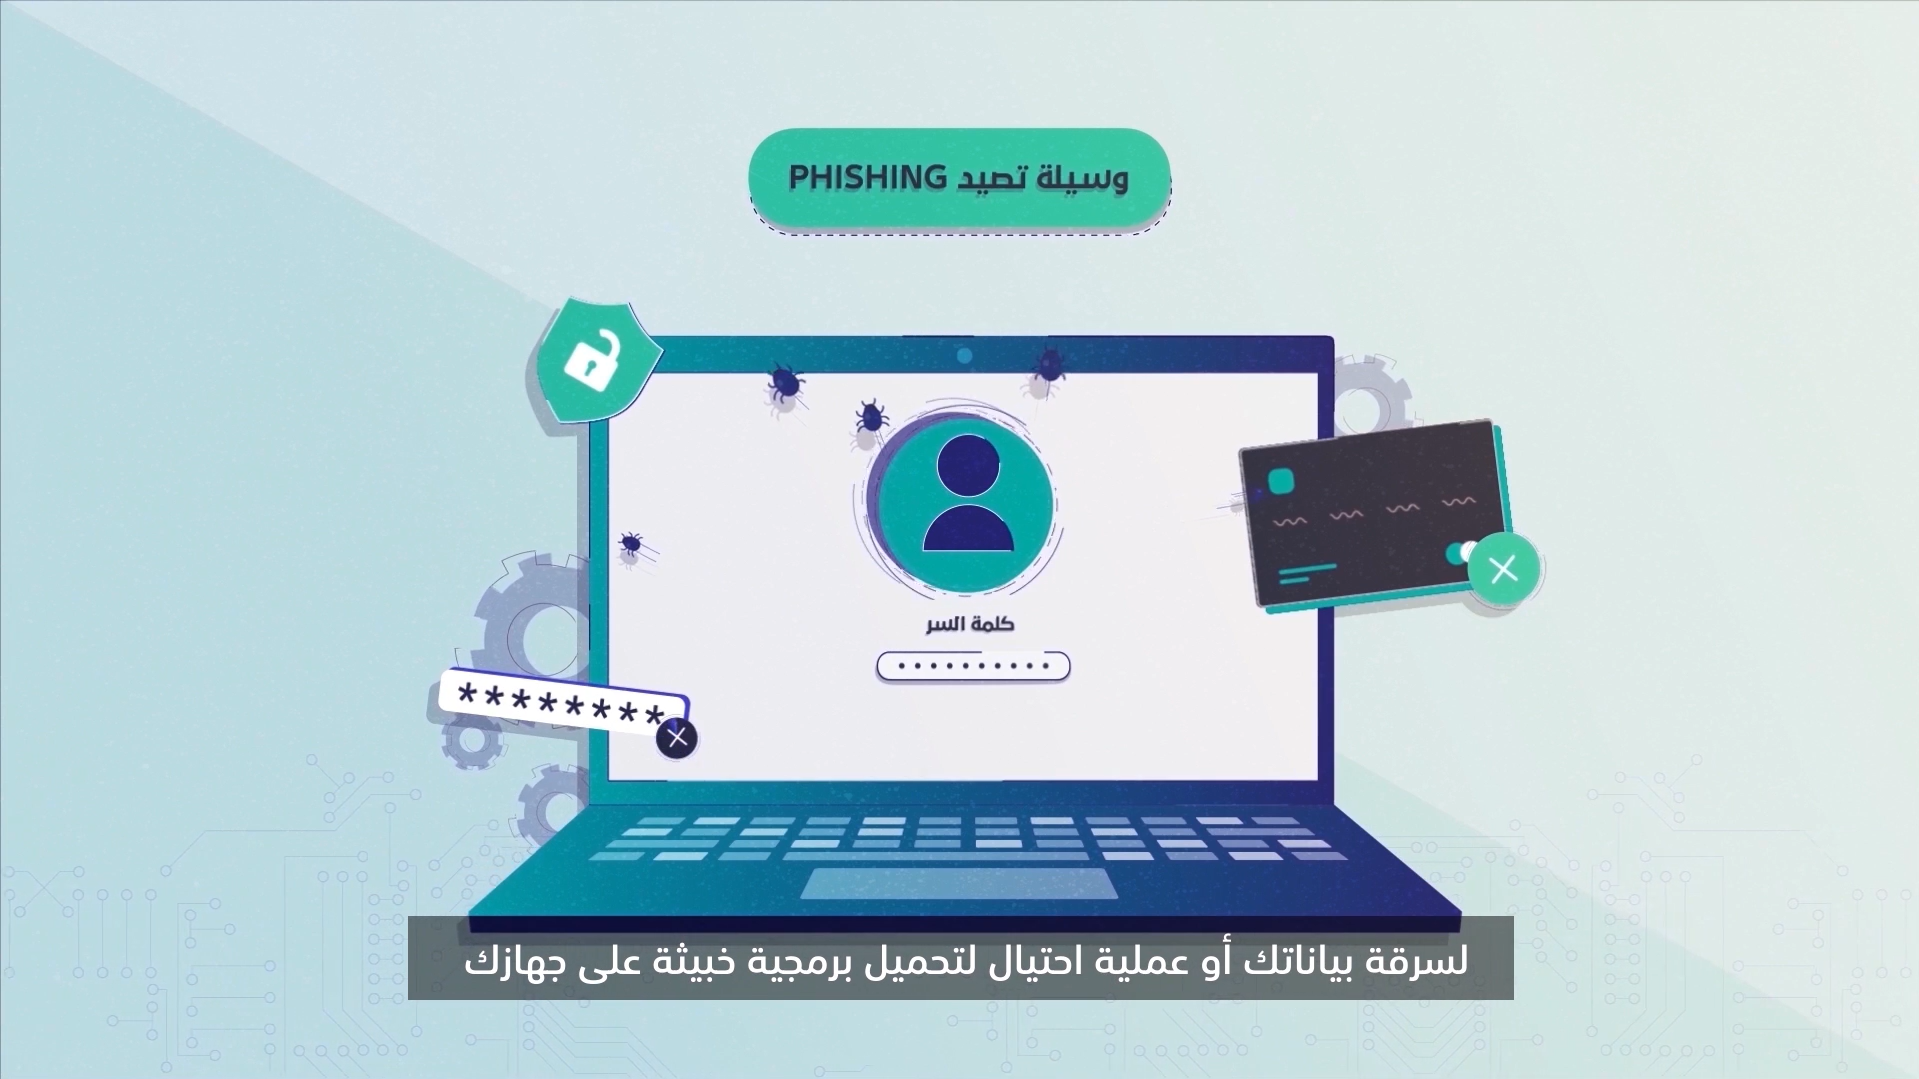 وسيلة تصيد PHISHING
كلمة السر
••••••••••
********
لسرقة بياناتك أو عملية احتيال لتحميل برمجية خبيثة على جهازك